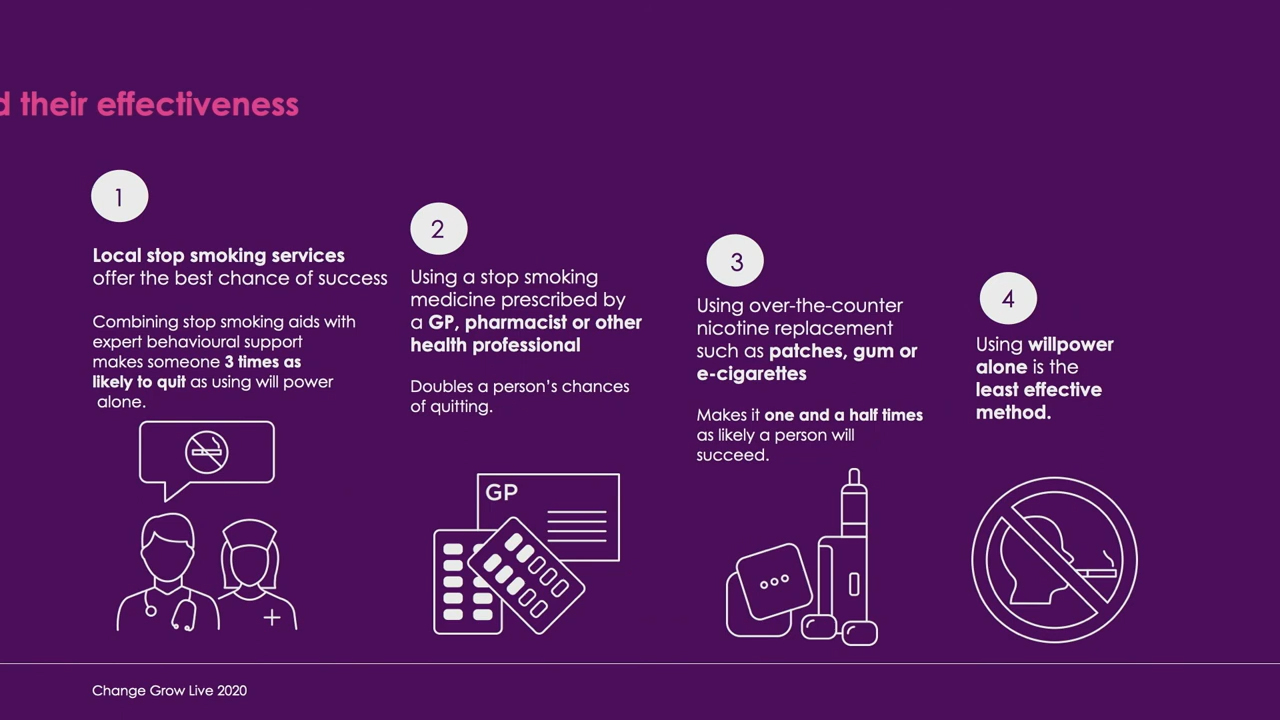 d their effectiveness
1
Local stop smoking services
offer the best chance of success
Combining stop smoking aids with
expert behavioural support
makes someone 3 times as
likely to quit as using will power
alone.
2
Using a stop smoking
medicine prescribed by
a GP, pharmacist or other
health professional
Doubles a person’s chances
of quitting.
GP
3
Using over-the-counter
nicotine replacement
such as patches, gum or
e-cigarettes
Makes it one and a half times
as likely a person will
succeed.
4
Using willpower
alone is the
least effective
method.
Change Grow Live 2020